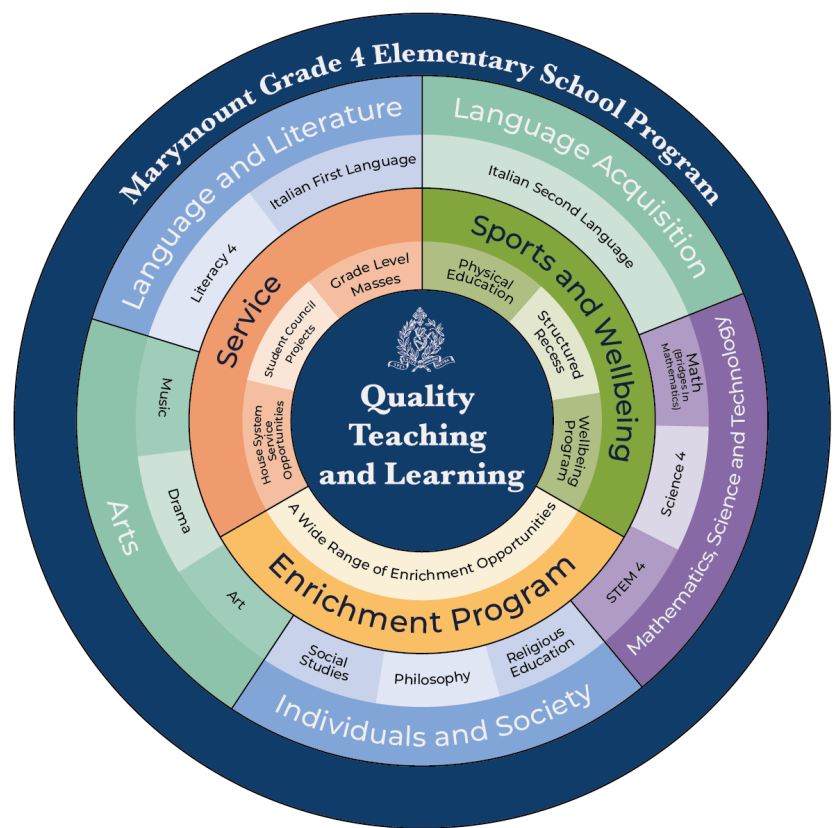 Marymount Grade 4 Elementary School Program
Language and Literature
Literacy 4
Italian First Language
Language Acquisition
Italian Second Language
Mathematics, Science and Technology
Math
(Bridges in
Mathematics)
Science 4
STEM 4
Individuals and Society
Social
Studies
Philosophy
Religious
Education
Arts
Music
Drama
Art
Service
House System
Service
Opportunities
Student Council
Projects
Grade Level
Masses
Sports and Wellbeing
Physical
Education
Structured
Recess
Wellbeing
Program
Enrichment Program
A Wide Range of Enrichment Opportunities
Quality
Teaching
and Learning